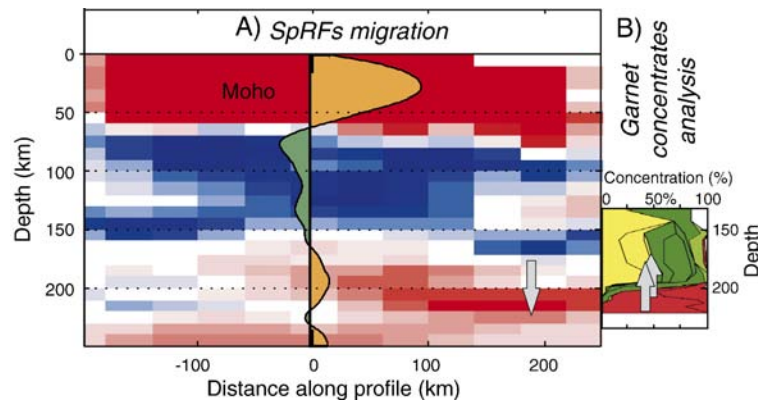 A) SpRFs migration
B)
Garnet
concentrates
analysis
Moho
Depth (km)
0
50
100
150
200
-100
0
100
200
Distance along profile (km)
Concentration (%)
0
50%
100
150
200
Depth